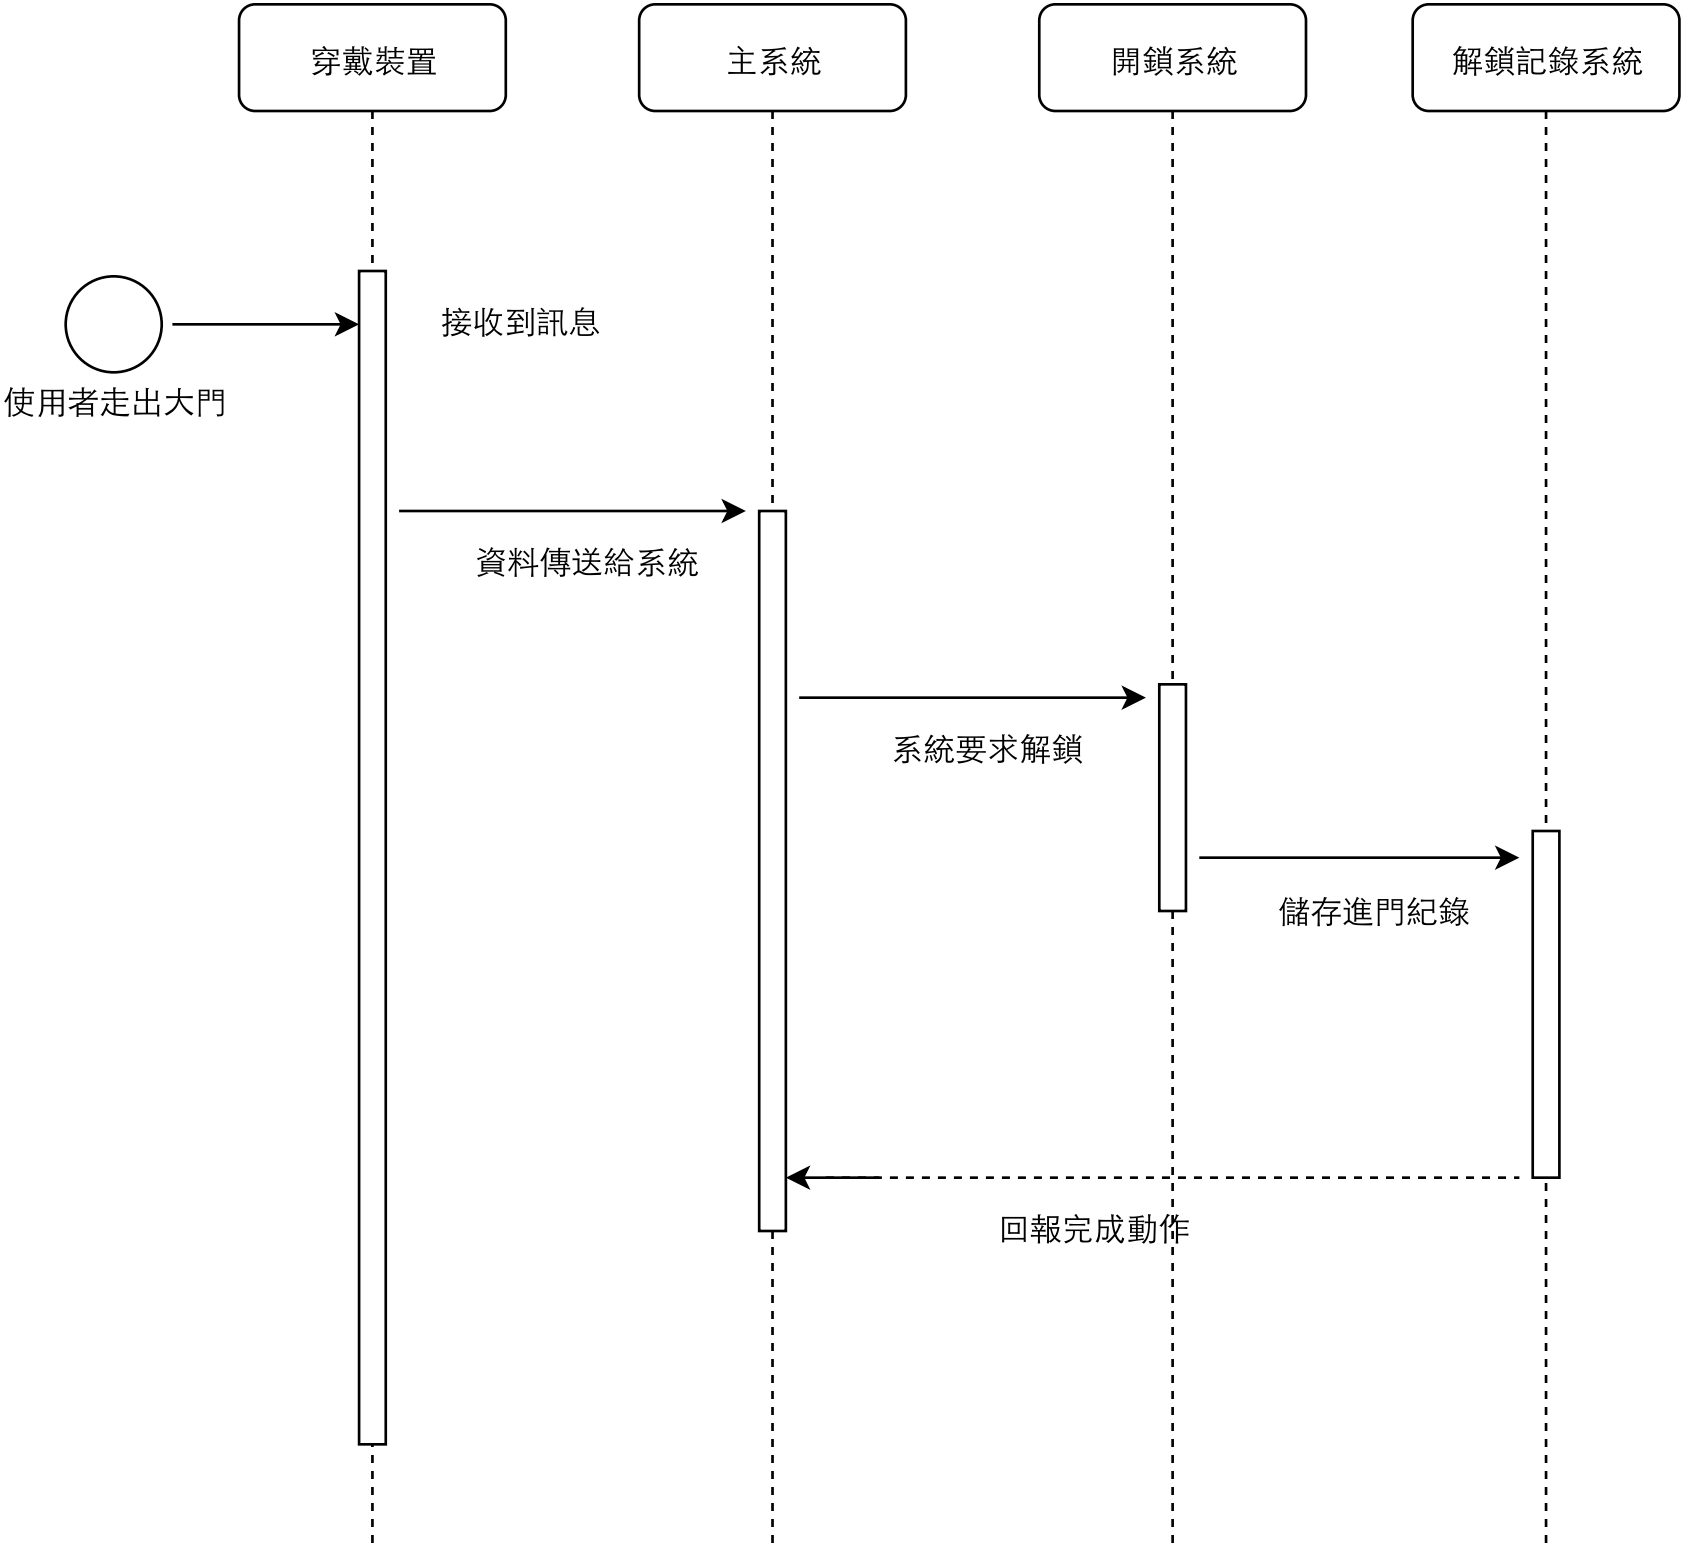 穿戴裝置
主系統
開鎖系統
解鎖記錄系統
接收到訊息
使用者走出大門
資料傳送給系統
系統要求解鎖
儲存進門紀錄
回報完成動作